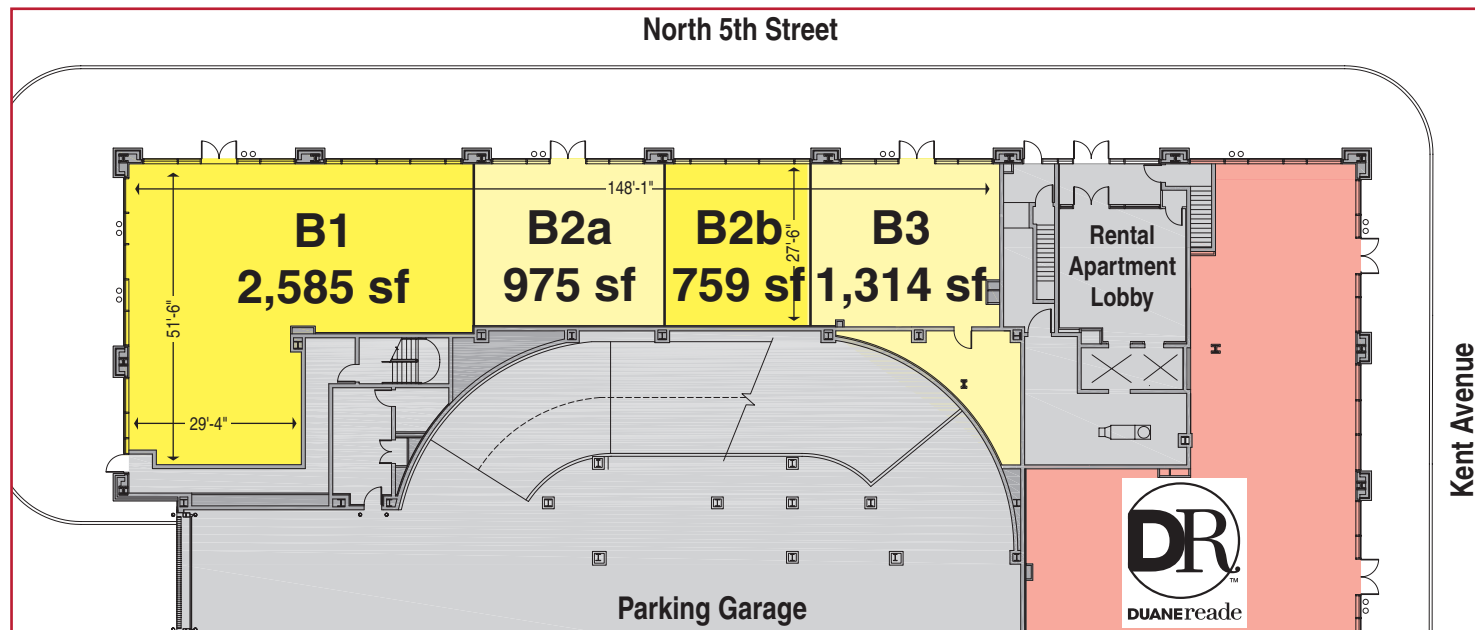 North 5th Street
148'-1"
B1
2,585 sf
B2a
975 sf
B2b
759 sf
27'-6"
B3
1,314 sf
51'-6"
29'-4"
Rental
Apartment
Lobby
Kent Avenue
DR
TM
DUANEreade
Parking Garage